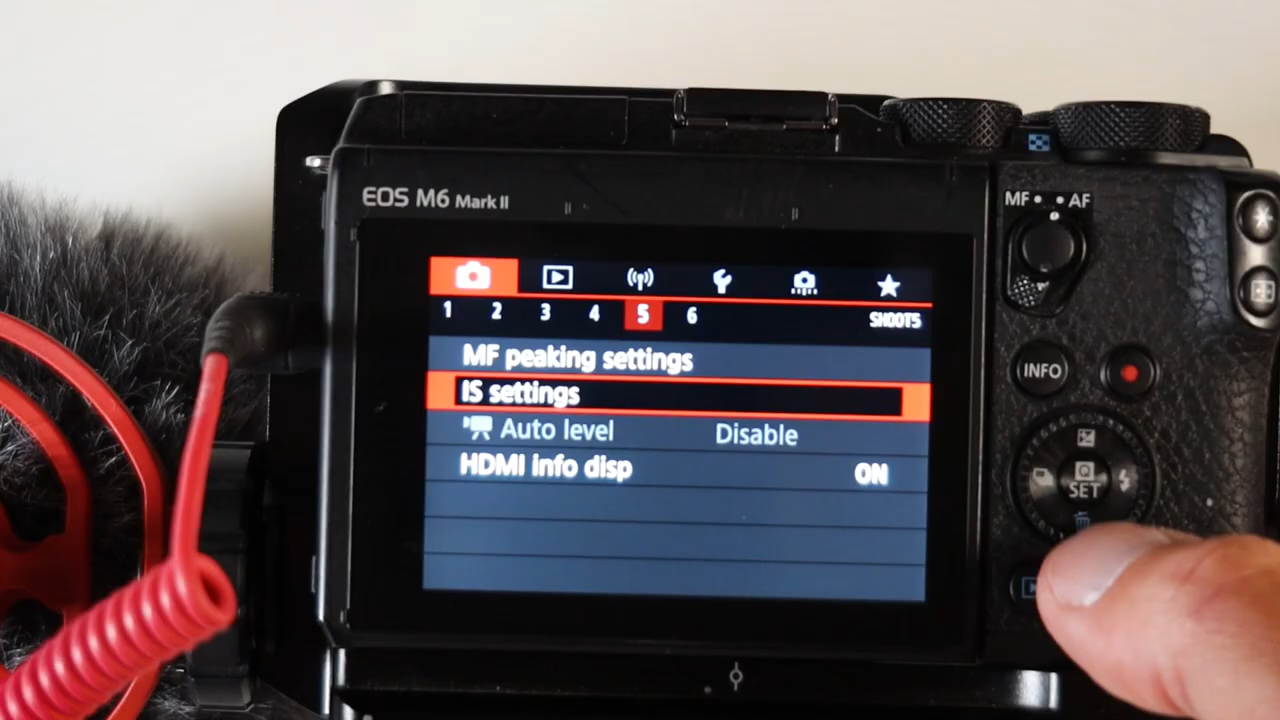 EOS M6 Mark II
MF AF
1 2 3 4 5 6
SHOOT5
MF peaking settings
IS settings
Auto level Disable
HDMI info disp ON
INFO
Q
SET